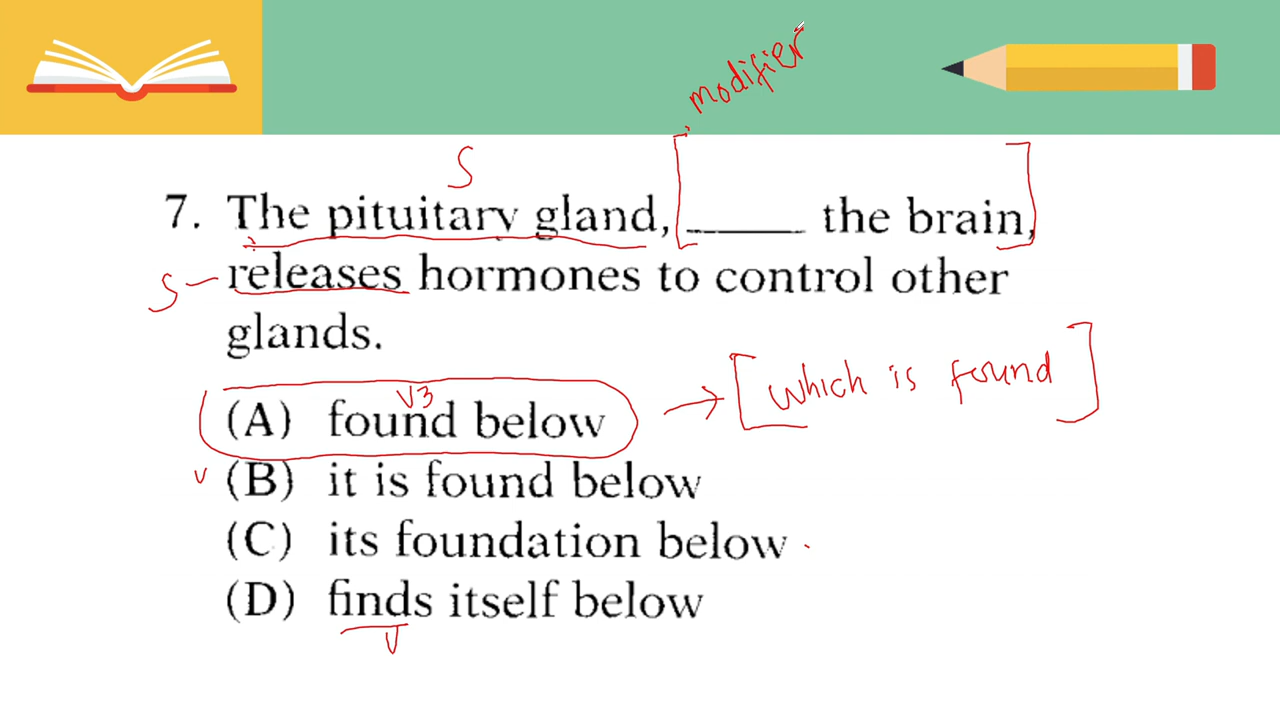 modifier
S
7. The pituitary gland, [ _____ the brain, ]
S - releases hormones to control other
glands.
V3
(A) found below → [ which is found ]
v (B) it is found below
(C) its foundation below
(D) finds itself below
V